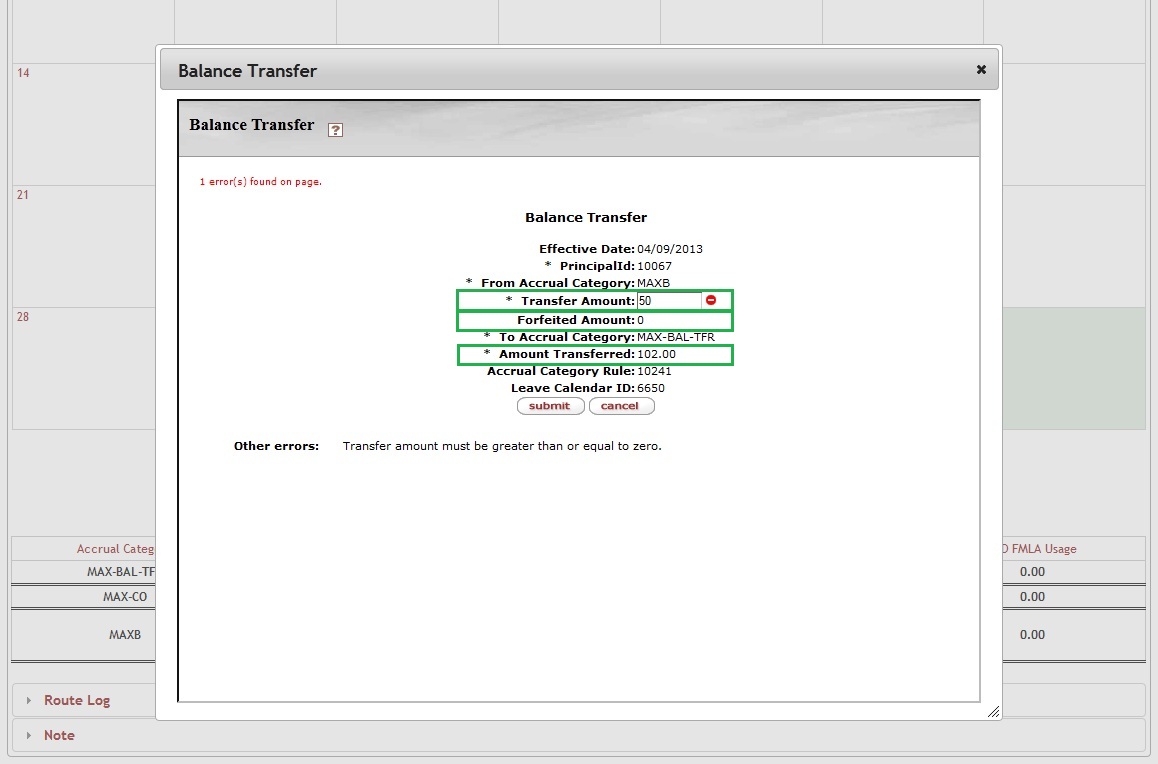 14
Balance Transfer
Balance Transfer ?
1 error(s) found on page.
21
Balance Transfer
Effective Date: 04/09/2013
* PrincipalId: 10067
* From Accrual Category: MAXB
* Transfer Amount: 50
28
Forfeited Amount: 0
* To Accrual Category: MAX-BAL-TFR
* Amount Transferred: 102.00
Accrual Category Rule: 10241
Leave Calendar ID: 6650
submit cancel
Other errors: Transfer amount must be greater than or equal to zero.
Accrual Categ FMLA Usage
MAX-BAL-TF 0.00
MAX-CO 0.00
MAXB 0.00
Route Log
Note